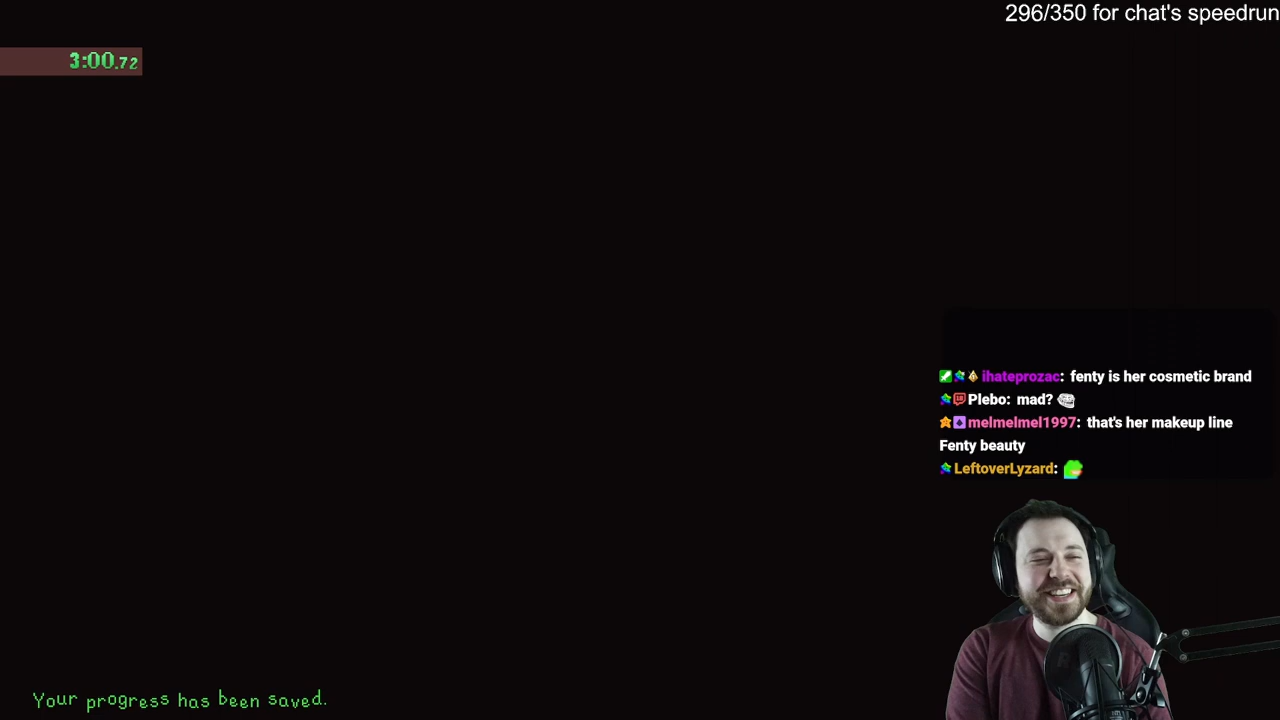 296/350 for chat's speedrun
3:00.72
ihateprozac: fenty is her cosmetic brand
Plebo: mad?
melmelmel1997: that's her makeup line
Fenty beauty
LeftoverLyzard:
Your progress has been saved.